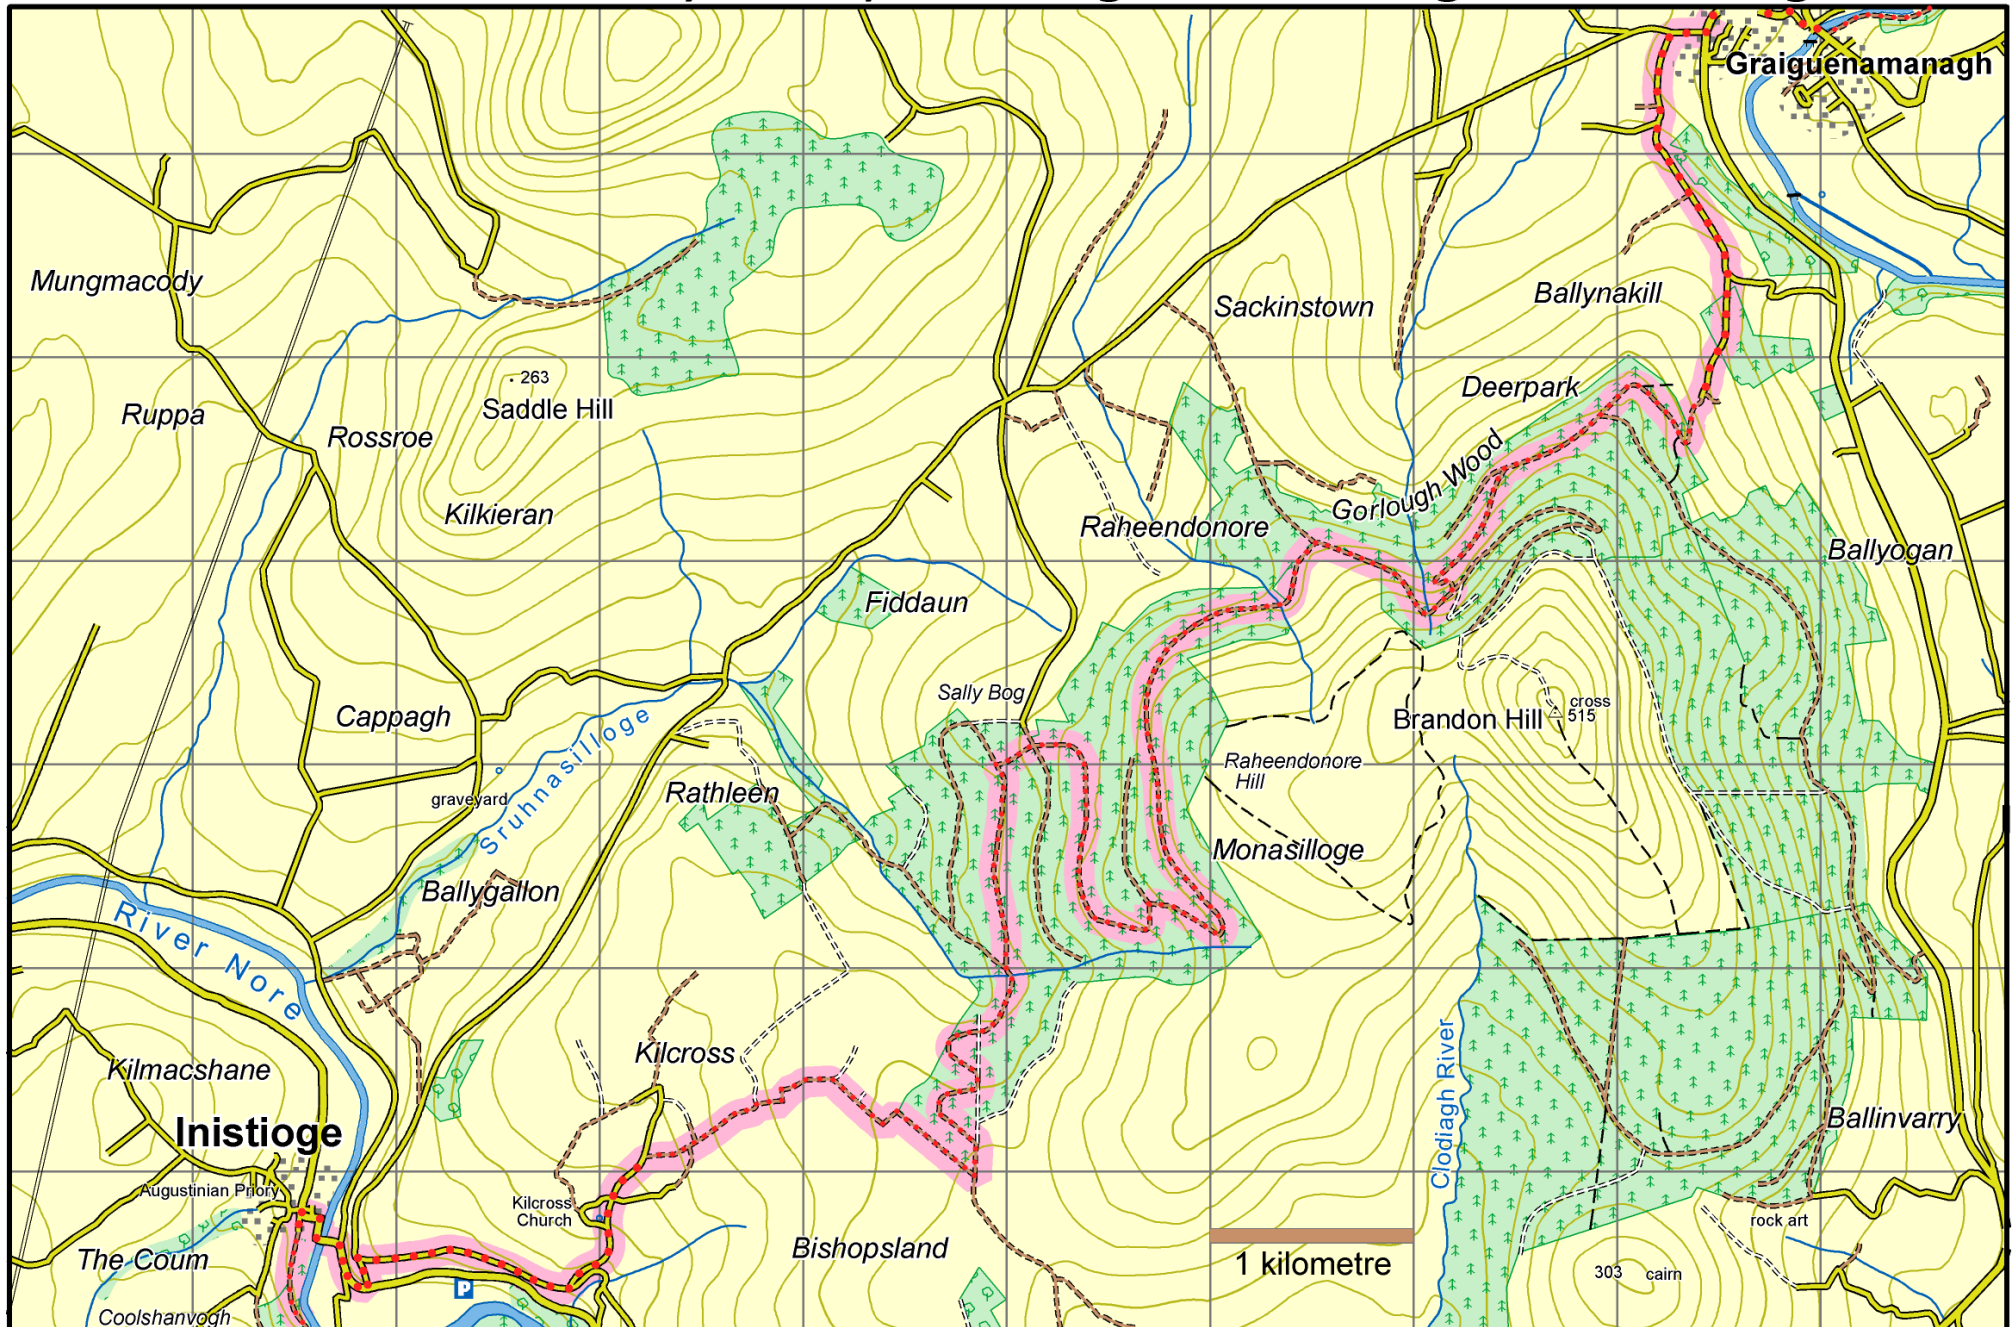 Graiguenamanagh
Mungmacody
Sackinstown
Ballynakill
263
Saddle Hill
Deerpark
Ruppa
Rossroe
Kilkieran
Gorlough Wood
Raheendonore
Ballyogan
Fiddaun
Sally Bog
Cappagh
Brandon Hill
cross
515
Sruhnasilloge
Raheendonore
Hill
Rathleen
graveyard
Monasilloge
Ballygallon
River Nore
Kilcross
Kilmacshane
Clodiagh River
Ballinvarry
Inistioge
Augustinian Priory
Kilcross
Church
rock art
The Coum
Bishopsland
1 kilometre
303
cairn
P
Coolshanvogh